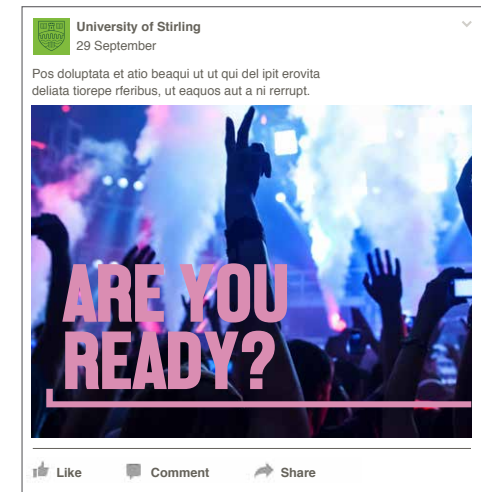 University of Stirling
29 September
Pos doluptata et atio beaqui ut ut qui del ipit erovita
deliata tiorepe rferibus, ut eaquos aut a ni rerrupt.
ARE YOU
READY?
Like Comment Share